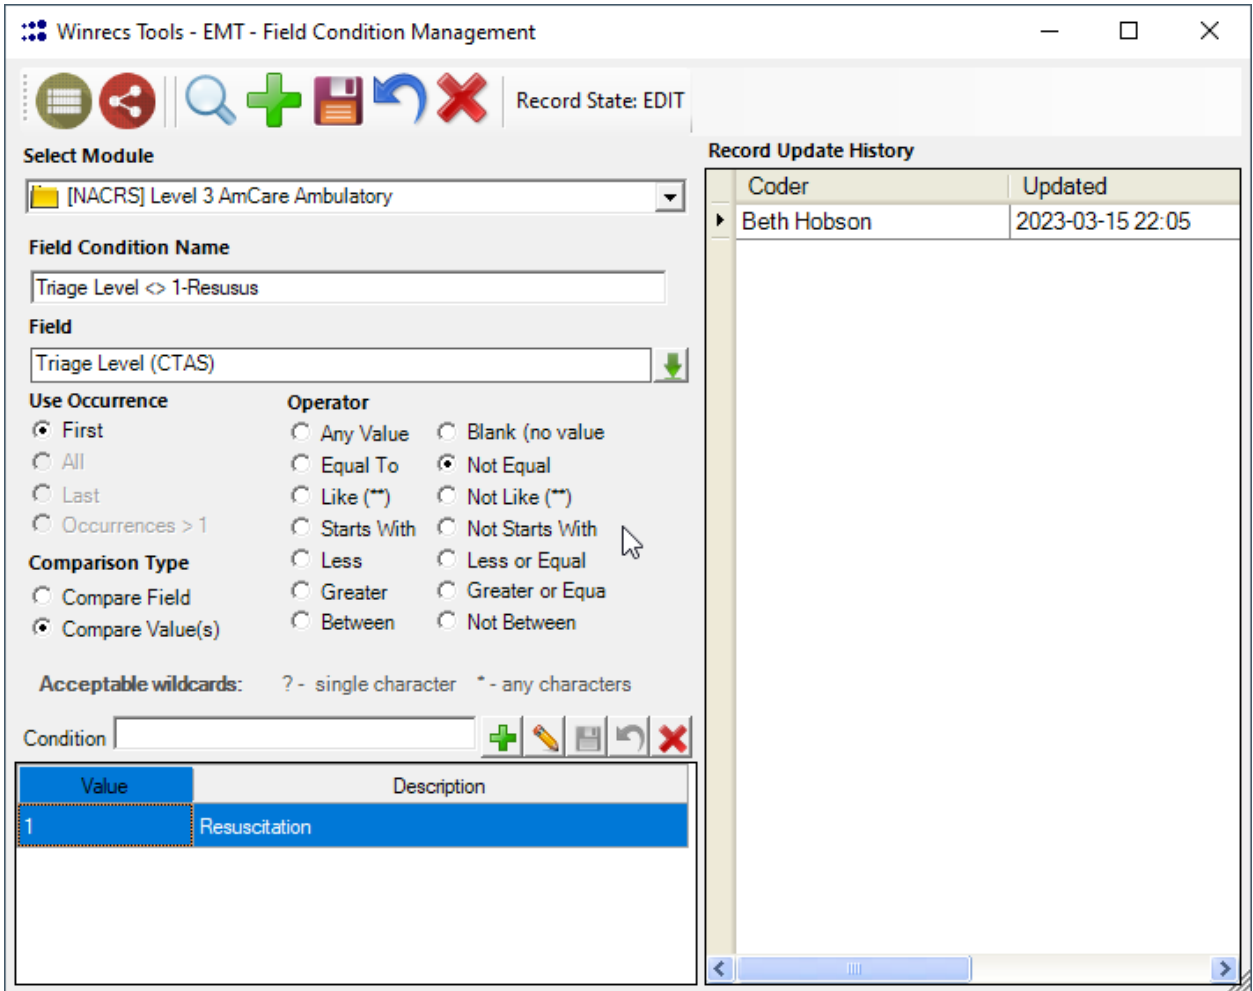 Winrecs Tools - EMT - Field Condition Management
Record State: EDIT
Select Module
[NACRS] Level 3 AmCare Ambulatory
Field Condition Name
Triage Level <> 1-Resusus
Field
Triage Level (CTAS)
Use Occurrence
First
All
Last
Occurrences > 1
Comparison Type
Compare Field
Compare Value(s)
Operator
Any Value
Blank (no value
Equal To
Not Equal
Like (**)
Not Like (**)
Starts With
Not Starts With
Less
Less or Equal
Greater
Greater or Equa
Between
Not Between
Acceptable wildcards: ? - single character * - any characters
Condition
Value Description
1 Resuscitation
Record Update History
Coder Updated
Beth Hobson 2023-03-15 22:05